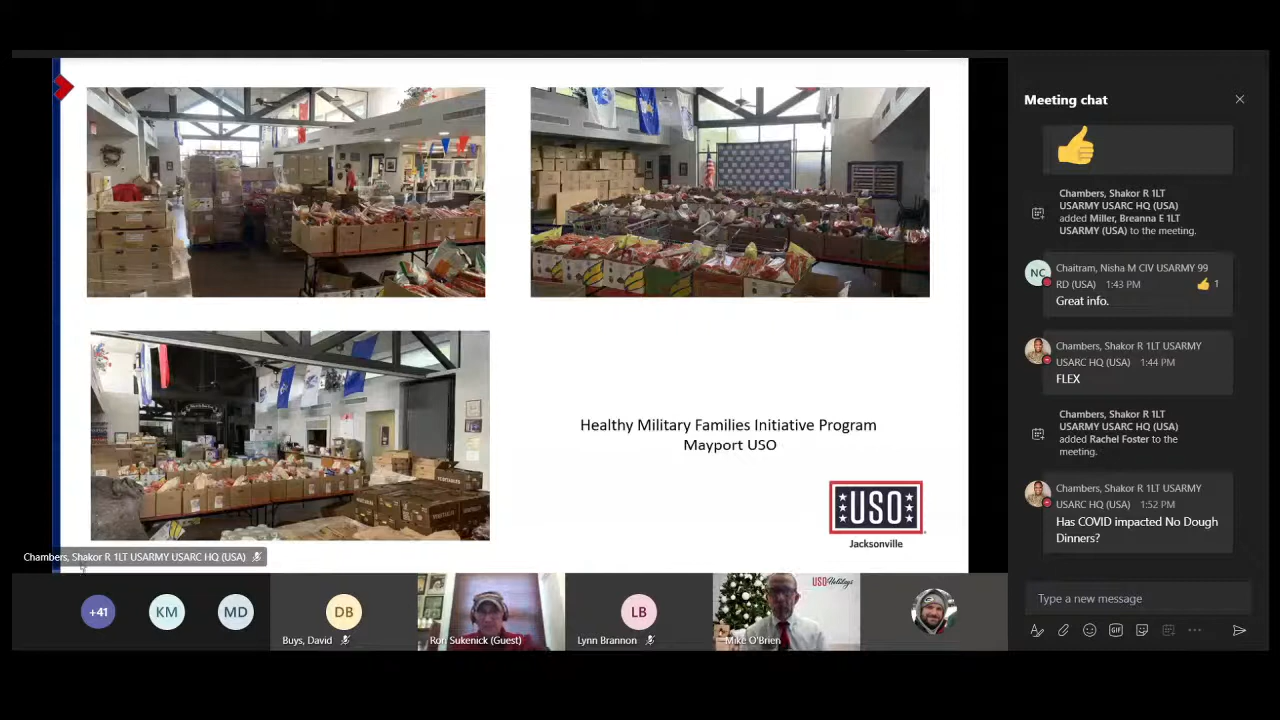 Healthy Military Families Initiative Program
Mayport USO
USO
Jacksonville
VEGETABLES
Chambers, Shakor R 1LT USARMY USARC HQ (USA)
+41
KM
MD
DB
Buys, David
Ron Sukenick (Guest)
LB
Lynn Brannon
USO Holidays
Mike O'Brien
Meeting chat
Chambers, Shakor R 1LT
USARMY USARC HQ (USA)
added Miller, Breanna E 1LT
USARMY (USA) to the meeting.
NC
Chaitram, Nisha M CIV USARMY 99
RD (USA) 1:43 PM
1
Great info.
Chambers, Shakor R 1LT USARMY
USARC HQ (USA) 1:44 PM
FLEX
Chambers, Shakor R 1LT
USARMY USARC HQ (USA)
added Rachel Foster to the
meeting.
Chambers, Shakor R 1LT USARMY
USARC HQ (USA) 1:52 PM
Has COVID impacted No Dough
Dinners?
Type a new message
GIF